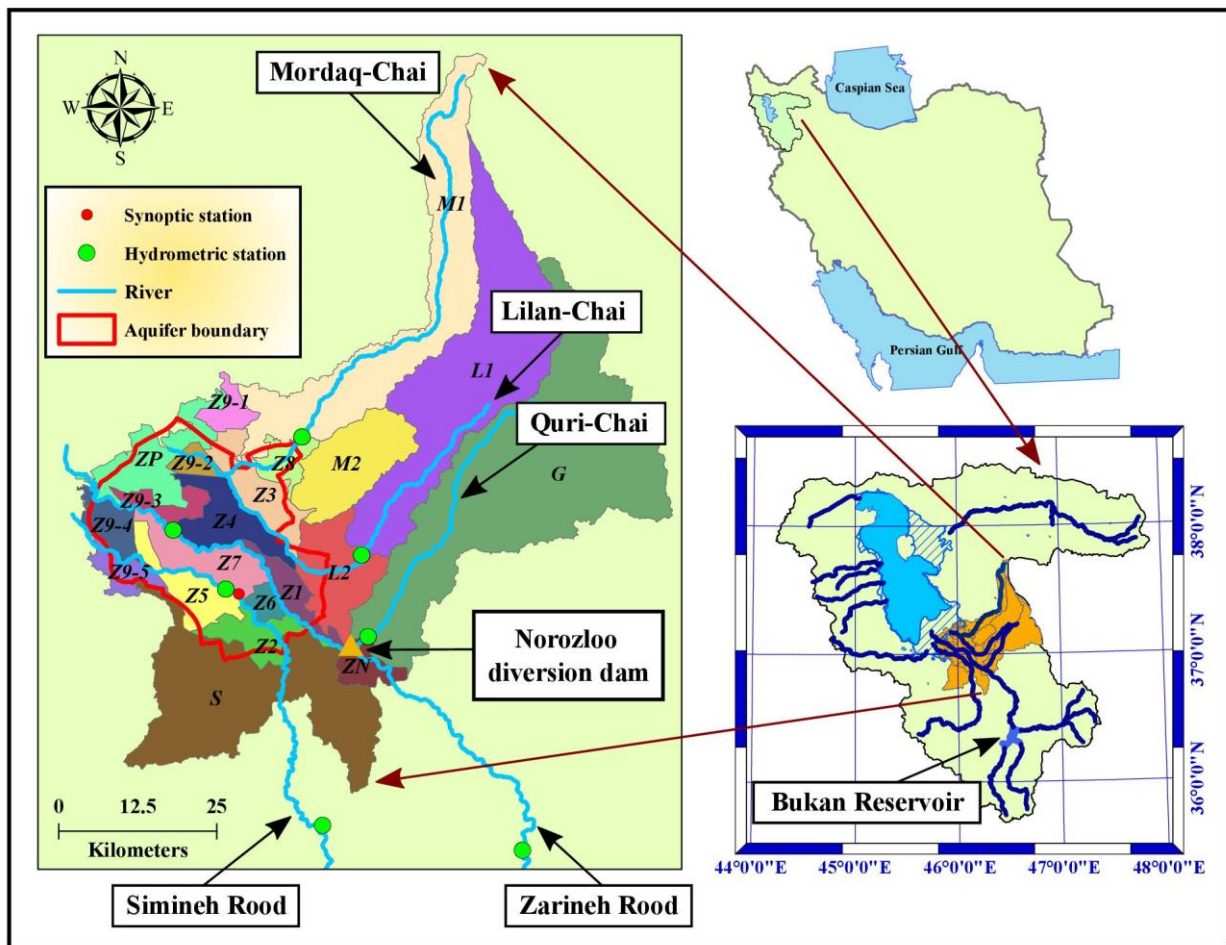 N
W
E
S
Mordaq-Chai
Synoptic station
Hydrometric station
River
Aquifer boundary
M1
Lilan-Chai
L1
Quri-Chai
Z9-1
ZP
Z9-2
Z8
M2
G
Z9-3
Z3
Z9-4
Z4
Z9-5
Z7
L2
Z5
Z6
Z1
Z2
ZN
S
Norozloo
diversion dam
0
12.5
25
Kilometers
Simineh Rood
Zarineh Rood
Caspian Sea
Persian Gulf
38°0'0"N
37°0'0"N
36°0'0"N
Bukan Reservoir
44°0'0"E
45°0'0"E
46°0'0"E
47°0'0"E
48°0'0"E